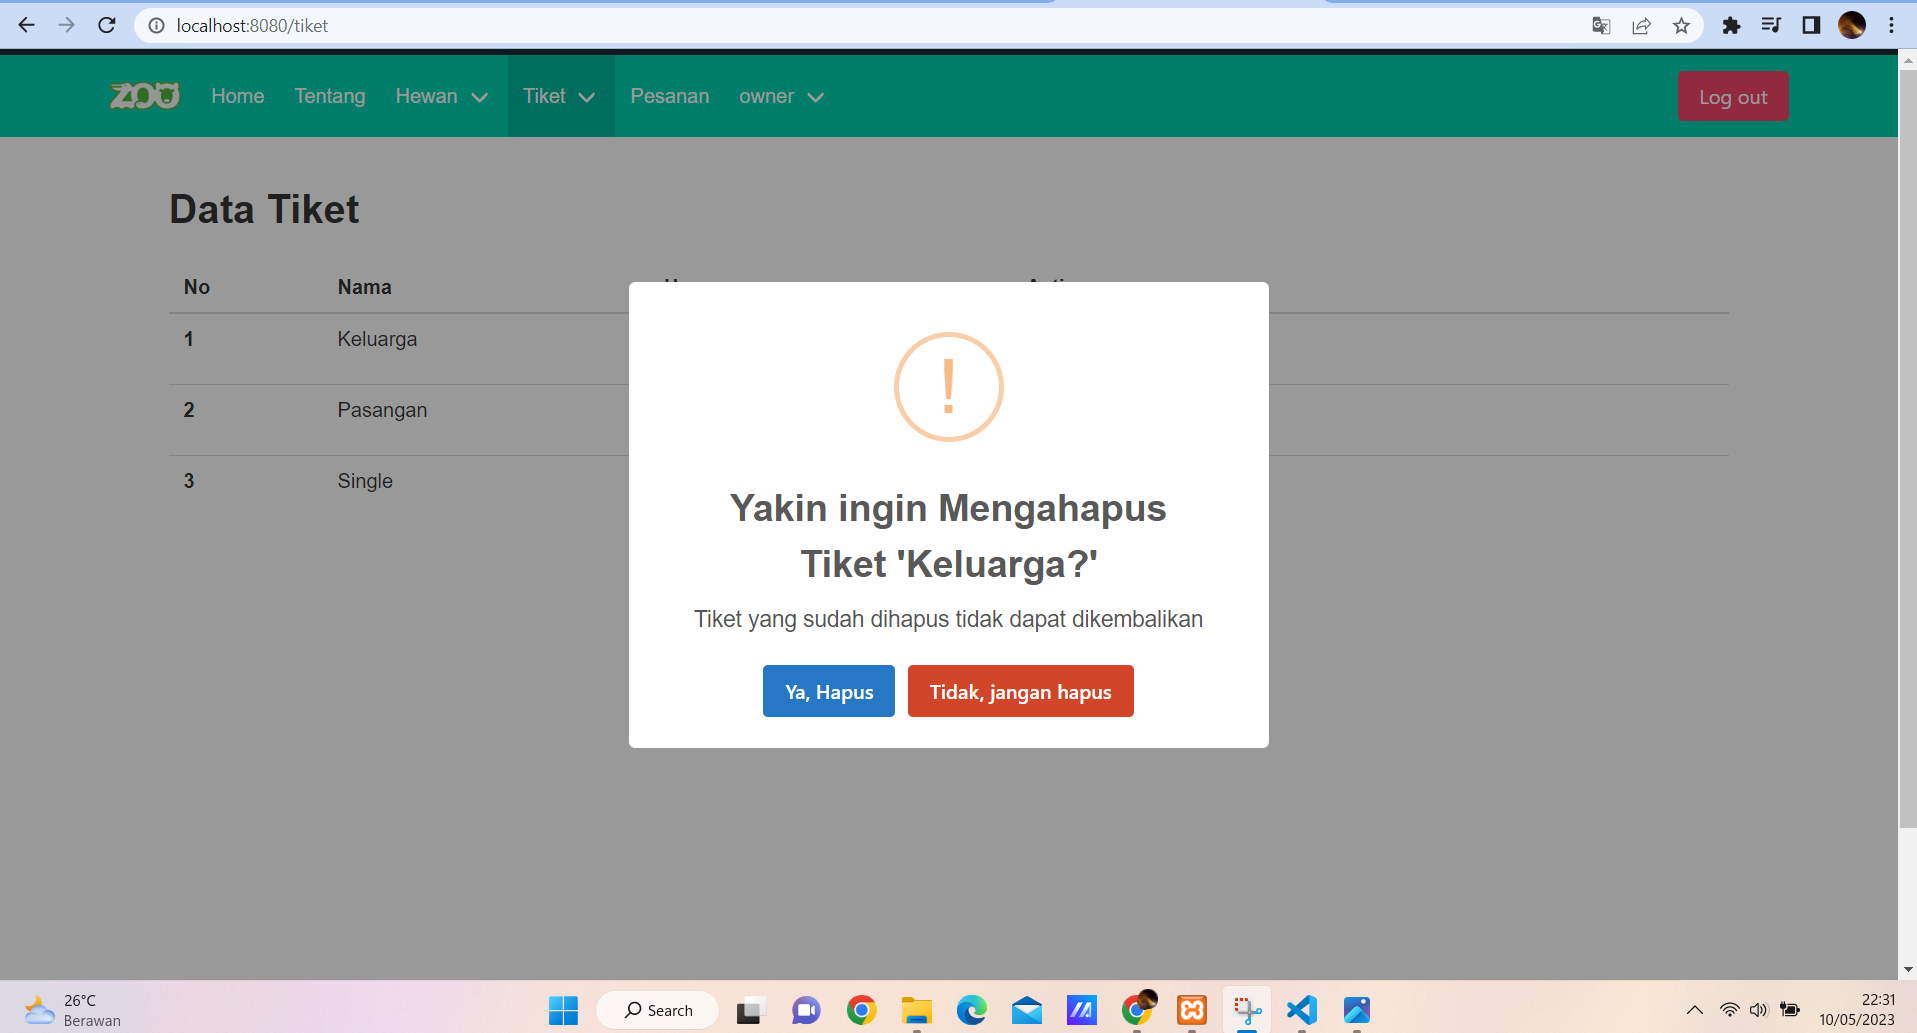 localhost:8080/tiket
ZOO Home Tentang Hewan Tiket Pesanan owner Log out
Data Tiket
No Nama
1 Keluarga
2 Pasangan
3 Single
!
Yakin ingin Mengahapus
Tiket 'Keluarga?'
Tiket yang sudah dihapus tidak dapat dikembalikan
Ya, Hapus Tidak, jangan hapus
26°C
Berawan
Search
22:31
10/05/2023